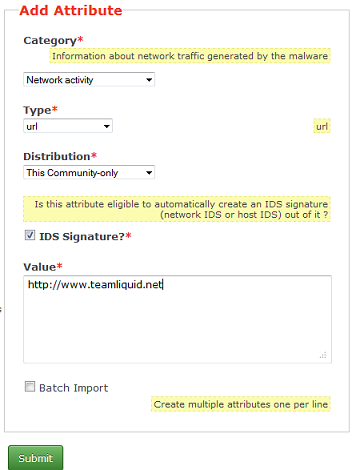 Add Attribute
Category*
Information about network traffic generated by the malware
Network activity
Type*
url
url
Distribution*
This Community-only
Is this attribute eligible to automatically create an IDS signature
(network IDS or host IDS) out of it ?
IDS Signature?*
Value*
http://www.teamliquid.net
Batch Import
Create multiple attributes one per line
Submit